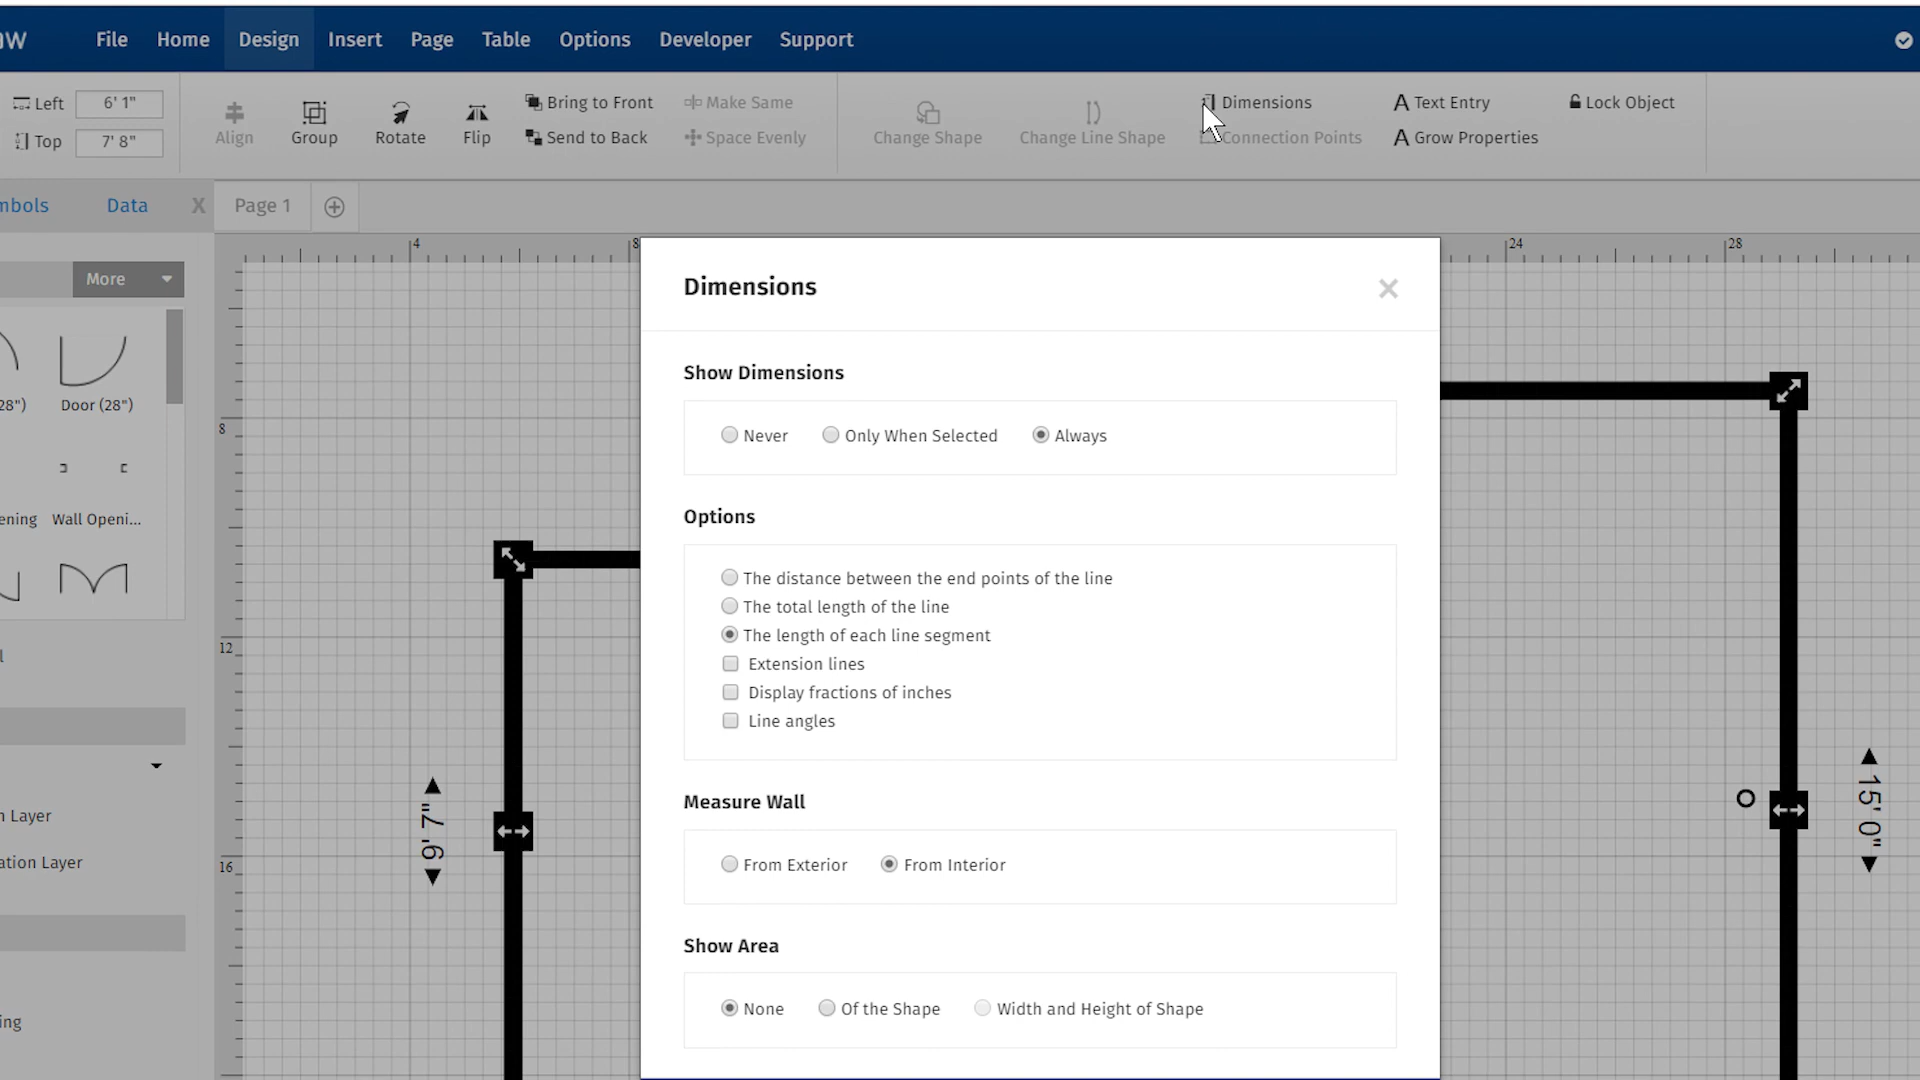 aw File Home Design Insert Page Table Options Developer Support
Left 6' 1" Bring to Front Make Same Dimensions Text Entry Lock Object
Top 7' 8" Align Group Rotate Flip Send to Back Space Evenly Change Shape Change Line Shape Connection Points Grow Properties
mbols Data X Page 1
4 8 24 28
More
28") Door (28")
ening Wall Openi...
l
n Layer
ation Layer
ing
8
12
16
9' 7"
15' 0"
Dimensions
Show Dimensions
Never Only When Selected Always
Options
The distance between the end points of the line
The total length of the line
The length of each line segment
Extension lines
Display fractions of inches
Line angles
Measure Wall
From Exterior From Interior
Show Area
None Of the Shape Width and Height of Shape